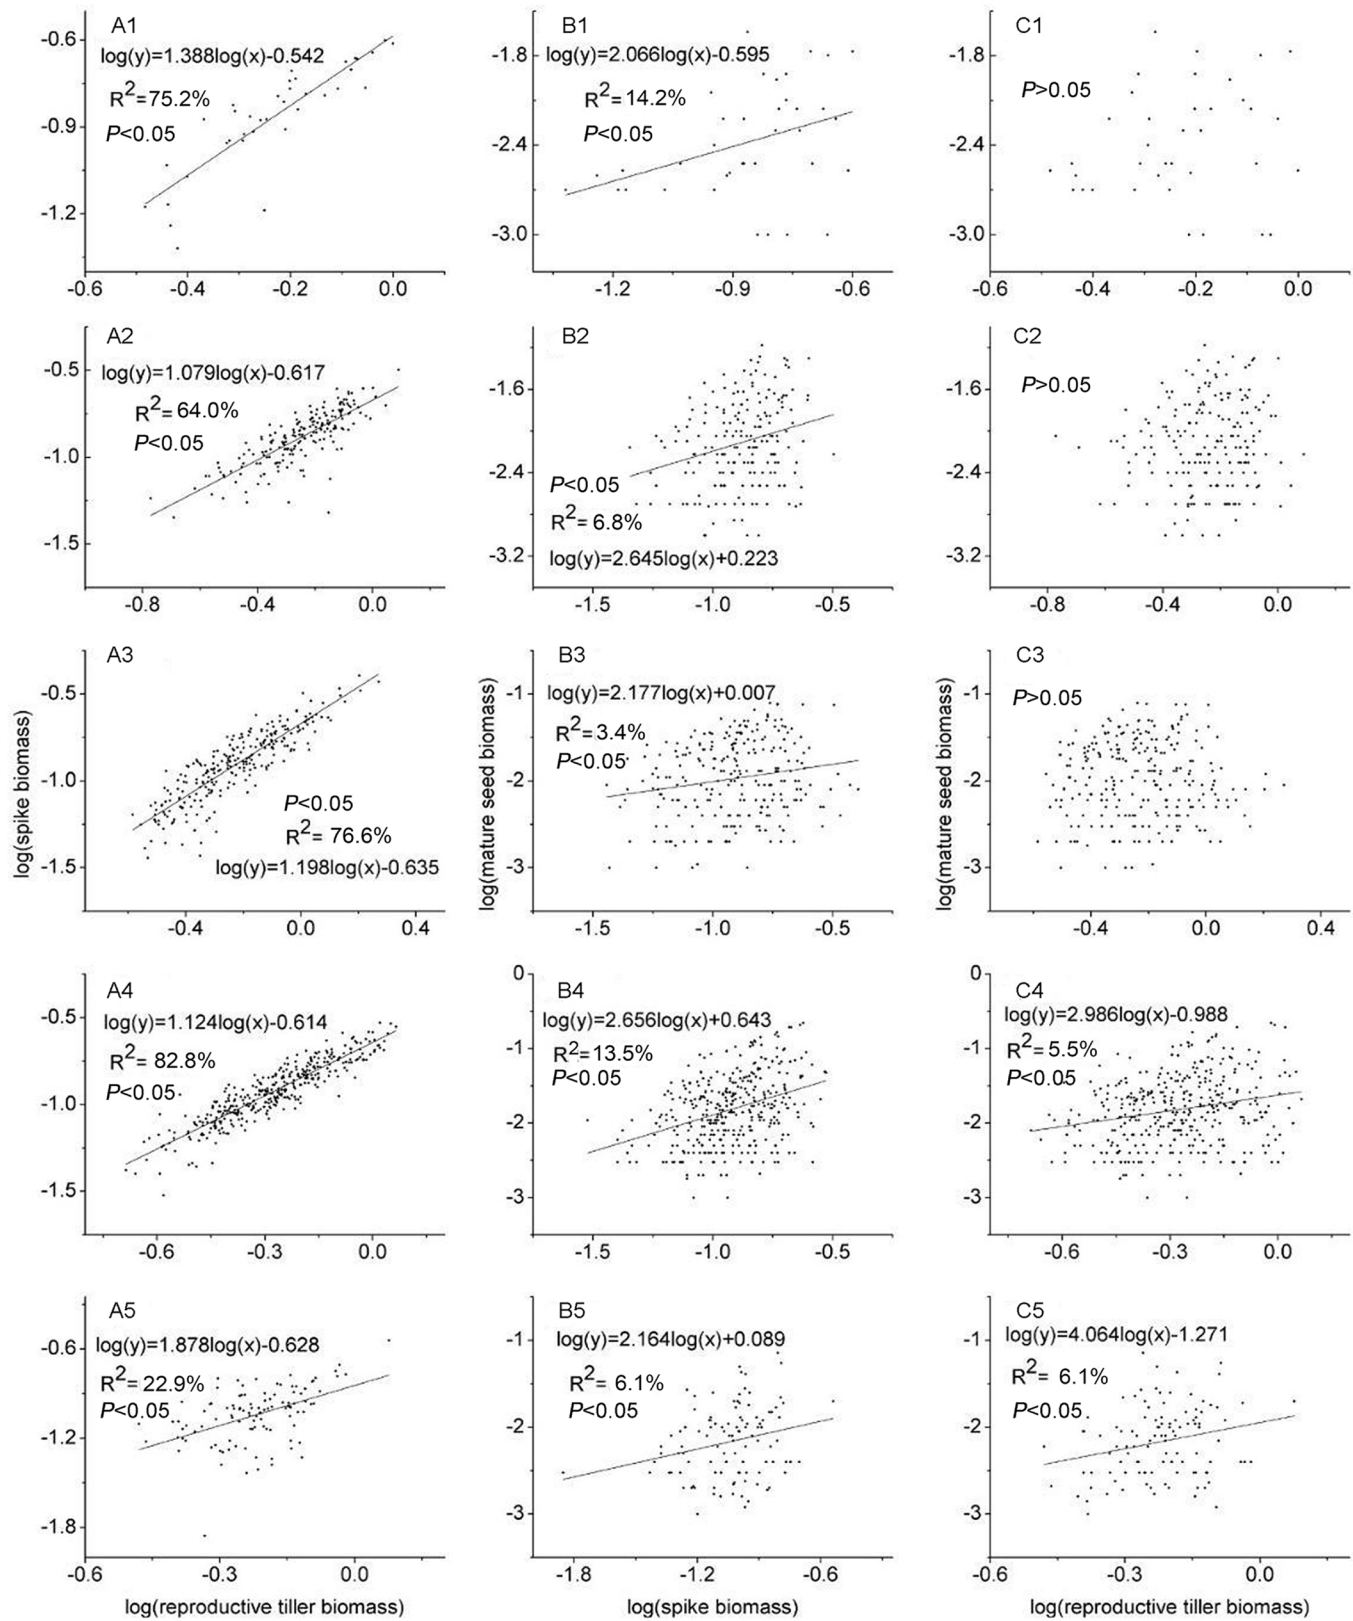 A1
log(y)=1.388log(x)-0.542
R2=75.2%
P<0.05
-0.6
-0.9
-1.2
-0.6 -0.4 -0.2 0.0
B1
log(y)=2.066log(x)-0.595
R2=14.2%
P<0.05
-1.8
-2.4
-3.0
-1.2 -0.9 -0.6
C1
P>0.05
-1.8
-2.4
-3.0
-0.6 -0.4 -0.2 0.0
A2
log(y)=1.079log(x)-0.617
R2=64.0%
P<0.05
-0.5
-1.0
-1.5
-0.8 -0.4 0.0
B2
P<0.05
R2=6.8%
log(y)=2.645log(x)+0.223
-1.6
-2.4
-3.2
-1.5 -1.0 -0.5
C2
P>0.05
-1.6
-2.4
-3.2
-0.8 -0.4 0.0
A3
P<0.05
R2=76.6%
log(y)=1.198log(x)-0.635
-0.5
-1.0
-1.5
-0.4 0.0 0.4
log(spike biomass)
B3
log(y)=2.177log(x)+0.007
R2=3.4%
P<0.05
-1
-2
-3
-1.5 -1.0 -0.5
log(mature seed biomass)
C3
P>0.05
-1
-2
-3
-0.4 0.0 0.4
log(mature seed biomass)
A4
log(y)=1.124log(x)-0.614
R2=82.8%
P<0.05
-0.5
-1.0
-1.5
-0.6 -0.3 0.0
B4
log(y)=2.656log(x)+0.643
R2=13.5%
P<0.05
0
-1
-2
-3
-1.5 -1.0 -0.5
C4
log(y)=2.986log(x)-0.988
R2=5.5%
P<0.05
0
-1
-2
-3
-0.6 -0.3 0.0
A5
log(y)=1.878log(x)-0.628
R2=22.9%
P<0.05
-0.6
-1.2
-1.8
-0.6 -0.3 0.0
log(reproductive tiller biomass)
B5
log(y)=2.164log(x)+0.089
R2=6.1%
P<0.05
-1
-2
-3
-1.8 -1.2 -0.6
log(spike biomass)
C5
log(y)=4.064log(x)-1.271
R2=6.1%
P<0.05
-1
-2
-3
-0.6 -0.3 0.0
log(reproductive tiller biomass)